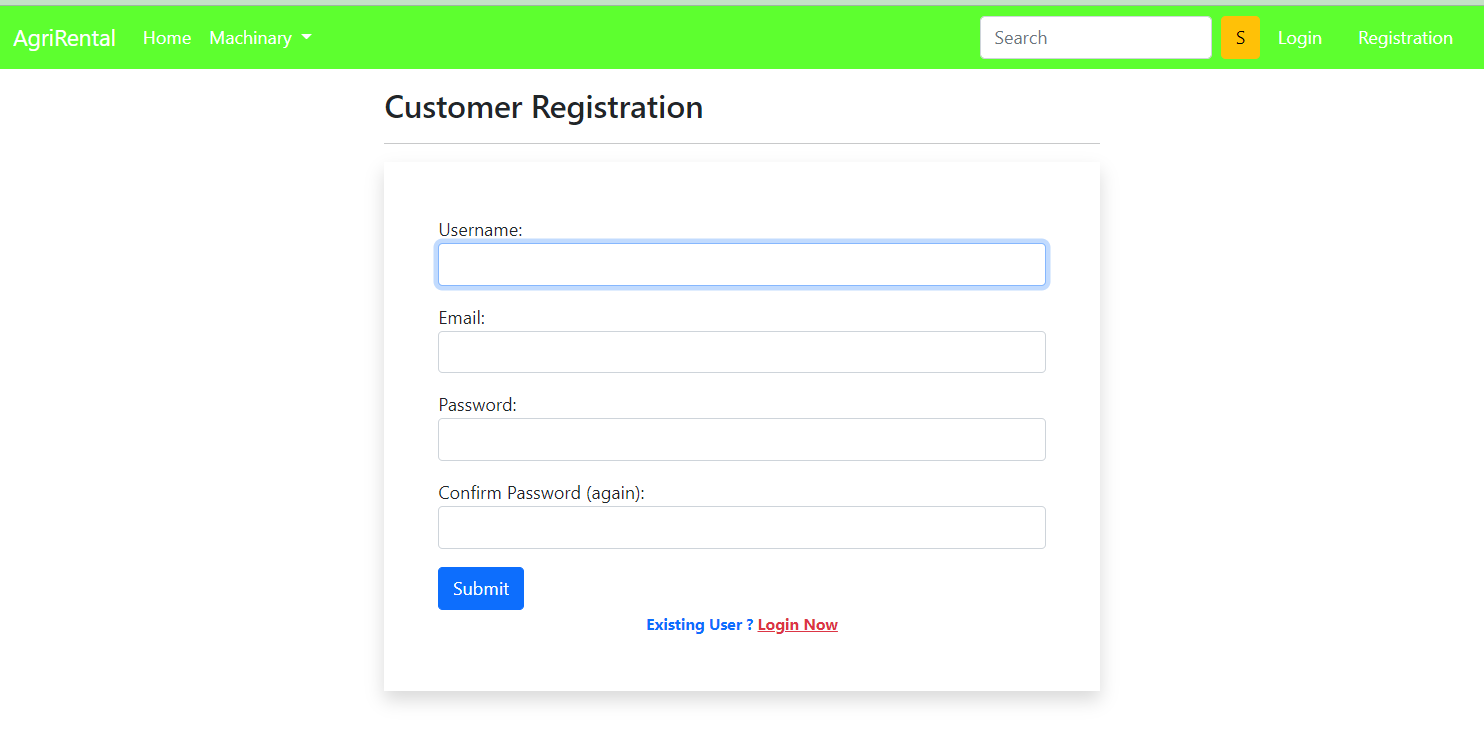 AgriRental Home Machinary Search S Login Registration
Customer Registration
Username:
Email:
Password:
Confirm Password (again):
Submit
Existing User ? Login Now